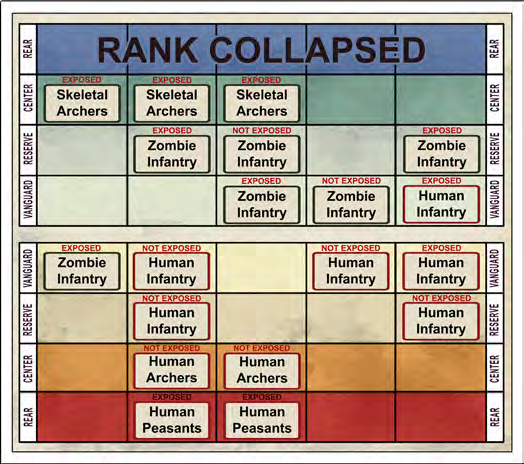 REAR RANK COLLAPSED REAR
EXPOSED EXPOSED EXPOSED
CENTER Skeletal Archers Skeletal Archers Skeletal Archers CENTER
EXPOSED NOT EXPOSED EXPOSED
RESERVE Zombie Infantry Zombie Infantry Zombie Infantry RESERVE
EXPOSED NOT EXPOSED EXPOSED
VANGUARD Zombie Infantry Zombie Infantry Human Infantry VANGUARD
EXPOSED NOT EXPOSED NOT EXPOSED EXPOSED
VANGUARD Zombie Infantry Human Infantry Human Infantry Human Infantry VANGUARD
NOT EXPOSED NOT EXPOSED
RESERVE Human Infantry Human Infantry RESERVE
NOT EXPOSED NOT EXPOSED
CENTER Human Archers Human Archers CENTER
EXPOSED EXPOSED
REAR Human Peasants Human Peasants REAR